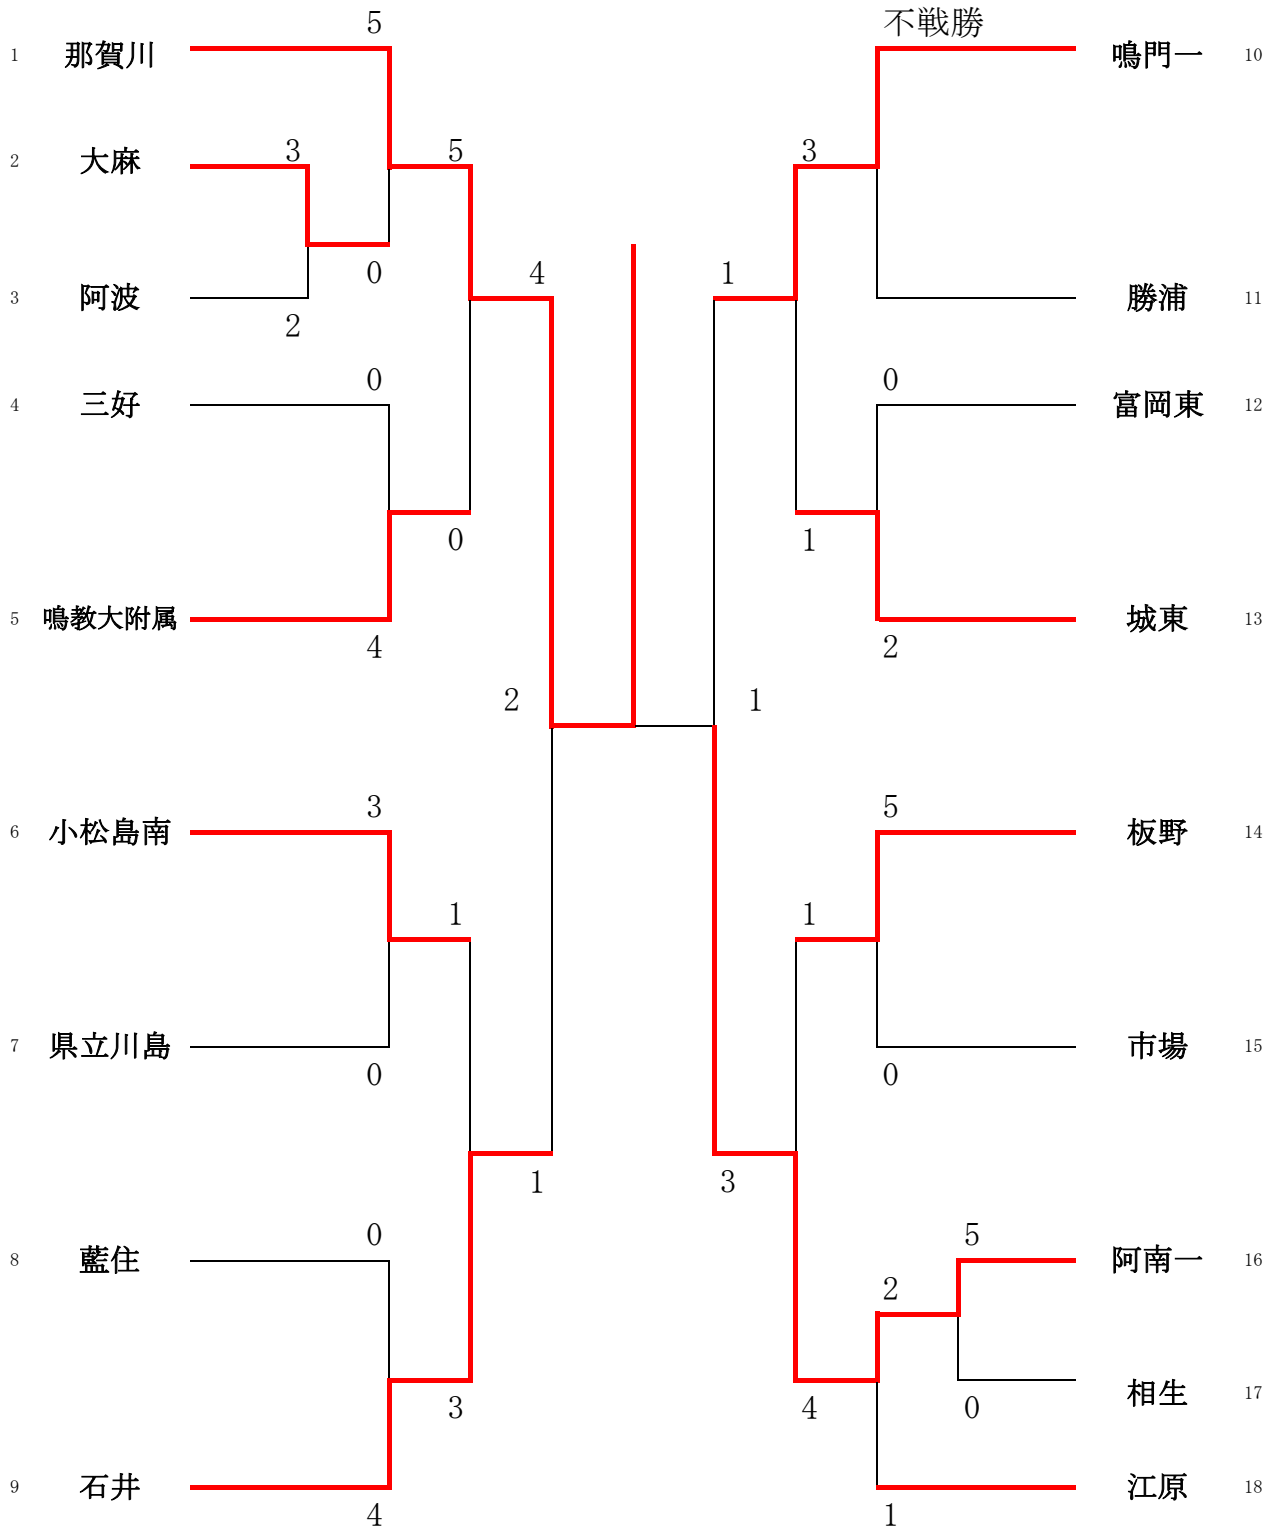 5
不戦勝
1 那賀川
鳴門一 10
2 大麻
3
5
3
0
4
1
3 阿波
2
勝浦 11
0
0
4 三好
富岡東 12
0
1
5 鳴教大附属
4
2
城東 13
2
1
3
5
6 小松島南
板野 14
1
1
7 県立川島
0
0
市場 15
1
3
0
5
8 藍住
阿南一 16
2
3
4
0
相生 17
9 石井
江原 18
4
1